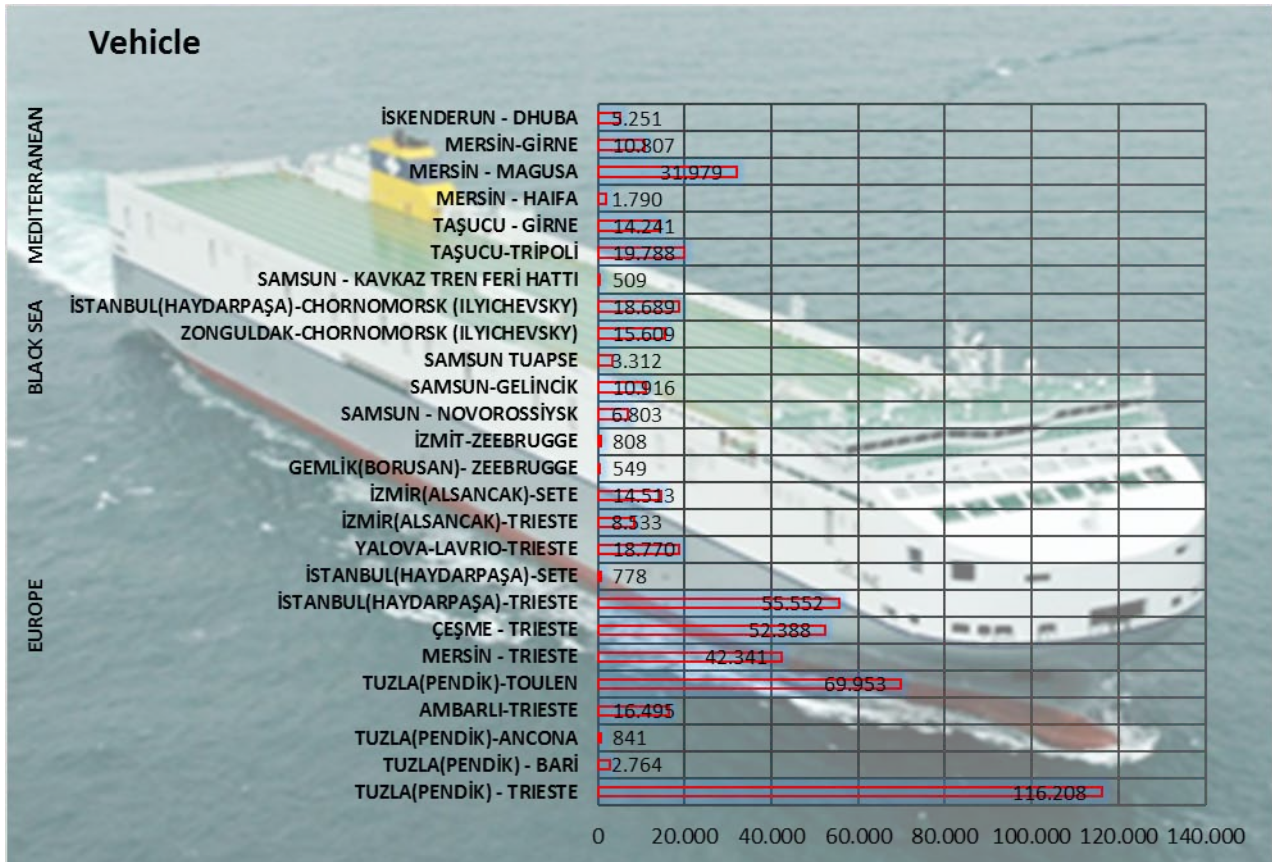 Vehicle
MEDITERRANEAN
İSKENDERUN - DHUBA 5.251
MERSİN-GİRNE 10.807
MERSİN - MAGUSA 31.979
MERSİN - HAIFA 1.790
TAŞUCU - GİRNE 14.241
TAŞUCU-TRİPOLİ 19.788
BLACK SEA
SAMSUN - KAVKAZ TREN FERİ HATTI 509
İSTANBUL(HAYDARPAŞA)-CHORNOMORSK (ILYICHEVSKY) 18.689
ZONGULDAK-CHORNOMORSK (ILYICHEVSKY) 15.609
SAMSUN TUAPSE 3.312
SAMSUN-GELİNCİK 10.916
SAMSUN - NOVOROSSİYSK 6.803
EUROPE
İZMİT-ZEEBRUGGE 808
GEMLİK(BORUSAN)- ZEEBRUGGE 549
İZMİR(ALSANCAK)-SETE 14.513
İZMİR(ALSANCAK)-TRIESTE 8.533
YALOVA-LAVRIO-TRIESTE 18.770
İSTANBUL(HAYDARPAŞA)-SETE 778
İSTANBUL(HAYDARPAŞA)-TRIESTE 55.552
ÇEŞME - TRIESTE 52.388
MERSİN - TRIESTE 42.341
TUZLA(PENDİK)-TOULEN 69.953
AMBARLI-TRIESTE 16.495
TUZLA(PENDİK)-ANCONA 841
TUZLA(PENDİK) - BARİ 2.764
TUZLA(PENDİK) - TRIESTE 116.208
0 20.000 40.000 60.000 80.000 100.000 120.000 140.000